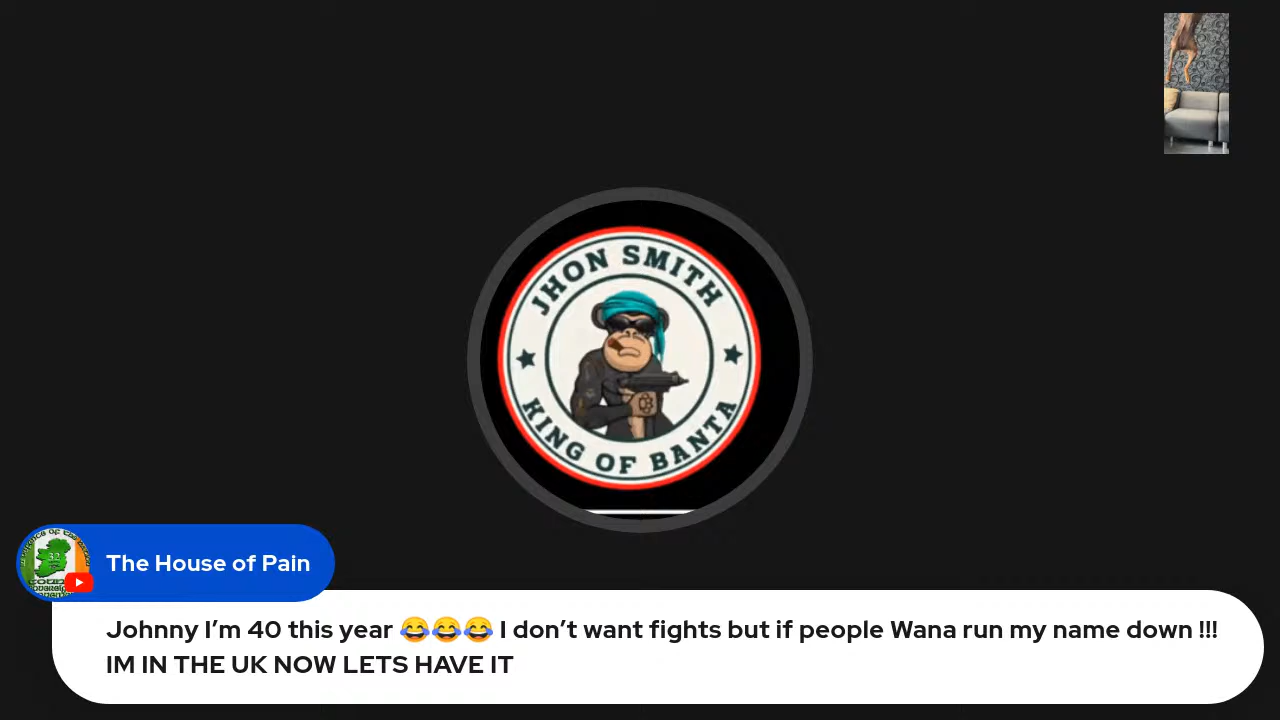 JHON SMITH
KING OF BANTA
The House of Pain
Johnny I’m 40 this year 😂😂😂 I don’t want fights but if people Wana run my name down !!!
IM IN THE UK NOW LETS HAVE IT